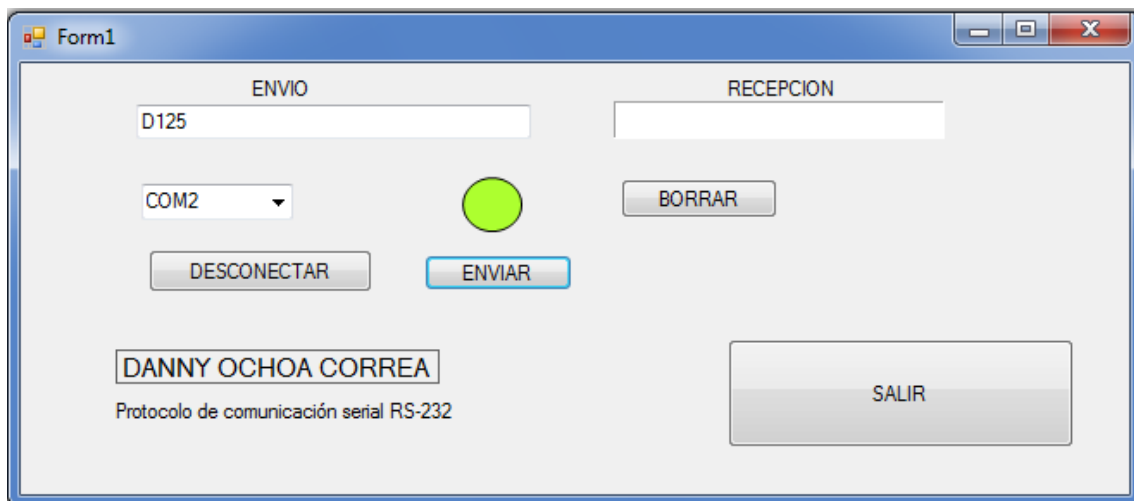 Form1
ENVIO
RECEPCION
D125
COM2
BORRAR
DESCONECTAR
ENVIAR
DANNY OCHOA CORREA
Protocolo de comunicación serial RS-232
SALIR